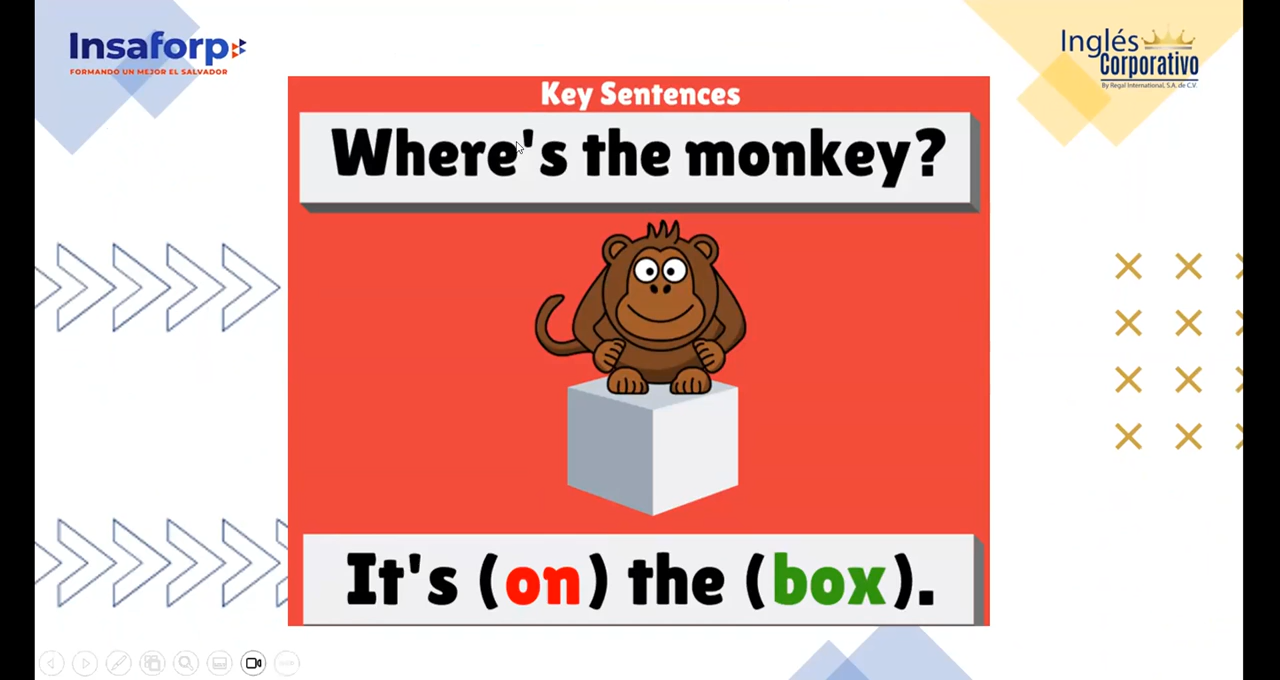 Insaforp
FORMANDO UN MEJOR EL SALVADOR
Inglés
Corporativo
By Regal International, S.A. de C.V.
Key Sentences
Where's the monkey?
It's (on) the (box).